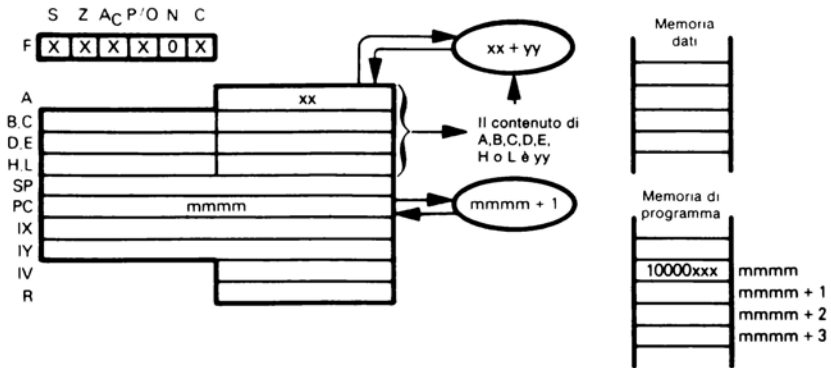 S Z AC P/O N C
F X X X X 0 X
A xx
B,C
D,E
H,L
SP
PC mmmm
IX
IY
IV
R
xx + yy
Il contenuto di
A,B,C,D,E,
H o L è yy
mmmm + 1
Memoria
dati
Memoria di
programma
10000xxx mmmm
mmmm + 1
mmmm + 2
mmmm + 3